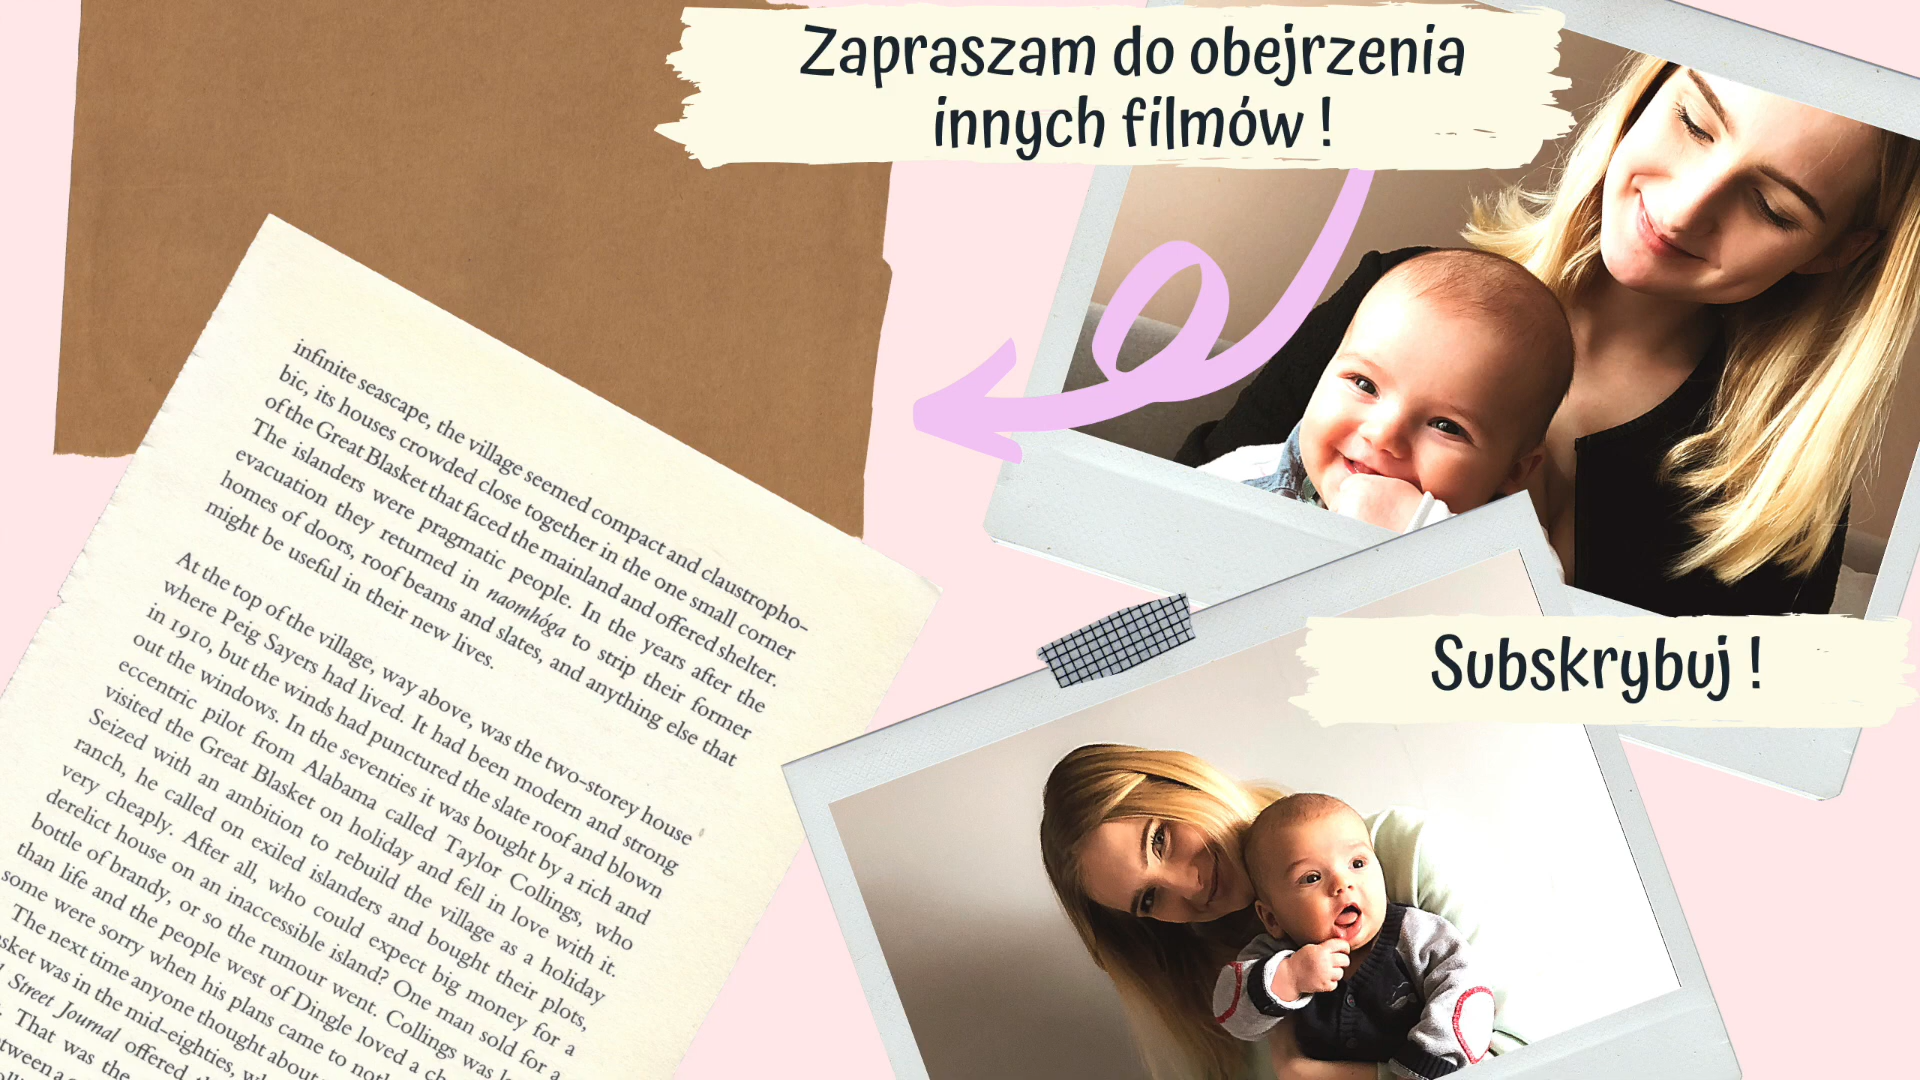 Zapraszam do obejrzenia
innych filmów !
infinite seascape, the village seemed compact and claustropho-
bic, its houses crowded close together in the one small corner
of the Great Blasket that faced the mainland and offered shelter.
The islanders were pragmatic people. In the years after the
evacuation they returned in naomhóga to strip their former
homes of doors, roof beams and slates, and anything else that
might be useful in their new lives.
At the top of the village, way above, was the two-storey house
where Peig Sayers had lived. It had been modern and strong
in 1910, but the winds had punctured the slate roof and blown
out the windows. In the seventies it was bought by a rich and
eccentric pilot from Alabama called Taylor Collings, who
visited the Great Blasket on holiday and fell in love with it.
Seized with an ambition to rebuild the village as a holiday
ranch, he called on exiled islanders and bought their plots,
very cheaply. After all, who could expect big money for a
derelict house on an inaccessible island? One man sold for a
bottle of brandy, or so the rumour went. Collings was
than life and the people west of Dingle loved a
some were sorry when his plans came to
The next time anyone thought about
was in the mid-eighties,
Street Journal offered
That was the
Subskrybuj !